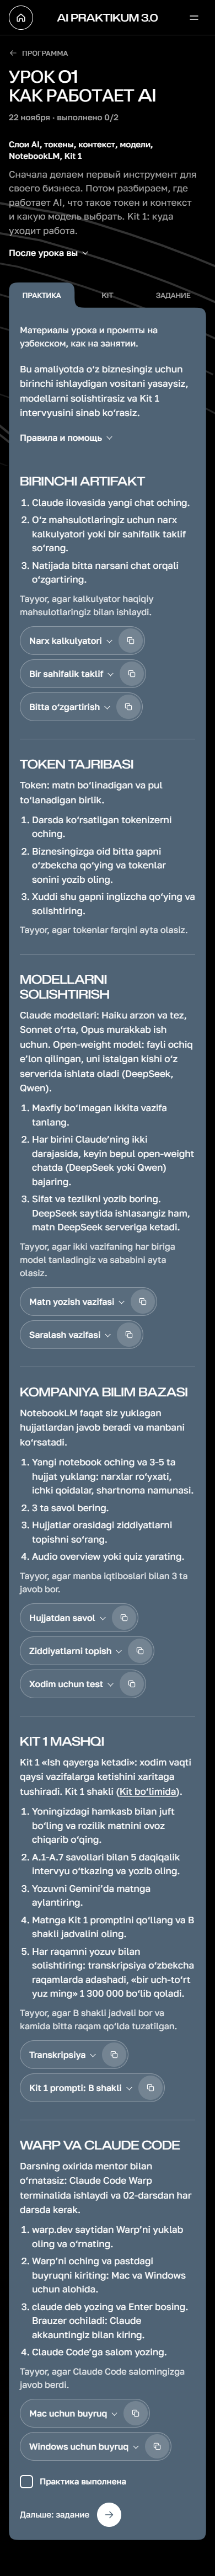 AI PRAKTIKUM 3.0
← ПРОГРАММА
УРОК 01
КАК РАБОТАЕТ AI
22 ноября · выполнено 0/2
Слои AI, токены, контекст, модели,
NotebookLM, Kit 1
Сначала делаем первый инструмент для
своего бизнеса. Потом разбираем, где
работает AI, что такое токен и контекст
и какую модель выбрать. Kit 1: куда
уходит работа.
После урока вы
ПРАКТИКА KIT ЗАДАНИЕ
Материалы урока и промпты на
узбекском, как на занятии.
Bu amaliyotda o‘z biznesingiz uchun
birinchi ishlaydigan vositani yasaysiz,
modellarni solishtirasiz va Kit 1
intervyusini sinab ko‘rasiz.
Правила и помощь
BIRINCHI ARTIFAKT
1. Claude ilovasida yangi chat oching.
2. O‘z mahsulotlaringiz uchun narx
kalkulyatori yoki bir sahifalik taklif
so‘rang.
3. Natijada bitta narsani chat orqali
o‘zgartiring.
Tayyor, agar kalkulyator haqiqiy
mahsulotlaringiz bilan ishlaydi.
Narx kalkulyatori
Bir sahifalik taklif
Bitta o‘zgartirish
TOKEN TAJRIBASI
Token: matn bo‘linadigan va pul
to‘lanadigan birlik.
1. Darsda ko‘rsatilgan tokenizerni
oching.
2. Biznesingizga oid bitta gapni
o‘zbekcha qo‘ying va tokenlar
sonini yozib oling.
3. Xuddi shu gapni inglizcha qo‘ying va
solishtiring.
Tayyor, agar tokenlar farqini ayta olasiz.
MODELLARNI
SOLISHTIRISH
Claude modellari: Haiku arzon va tez,
Sonnet o‘rta, Opus murakkab ish
uchun. Open-weight model: fayli ochiq
e’lon qilingan, uni istalgan kishi o‘z
serverida ishlata oladi (DeepSeek,
Qwen).
1. Maxfiy bo‘lmagan ikkita vazifa
tanlang.
2. Har birini Claude’ning ikki
darajasida, keyin bepul open-weight
chatda (DeepSeek yoki Qwen)
bajaring.
3. Sifat va tezlikni yozib boring.
DeepSeek saytida ishlasangiz ham,
matn DeepSeek serveriga ketadi.
Tayyor, agar ikki vazifaning har biriga
model tanladingiz va sababini ayta
olasiz.
Matn yozish vazifasi
Saralash vazifasi
KOMPANIYA BILIM BAZASI
NotebookLM faqat siz yuklagan
hujjatlardan javob beradi va manbani
ko‘rsatadi.
1. Yangi notebook oching va 3-5 ta
hujjat yuklang: narxlar ro‘yxati,
ichki qoidalar, shartnoma namunasi.
2. 3 ta savol bering.
3. Hujjatlar orasidagi ziddiyatlarni
topishni so‘rang.
4. Audio overview yoki quiz yarating.
Tayyor, agar manba iqtiboslari bilan 3 ta
javob bor.
Hujjatdan savol
Ziddiyatlarni topish
Xodim uchun test
KIT 1 MASHQI
Kit 1 «Ish qayerga ketadi»: xodim vaqti
qaysi vazifalarga ketishini xaritaga
tushiradi. Kit 1 shakli (Kit bo‘limida).
1. Yoningizdagi hamkasb bilan juft
bo‘ling va rozilik matnini ovoz
chiqarib o‘qing.
2. A.1-A.7 savollari bilan 5 daqiqalik
intervyu o‘tkazing va yozib oling.
3. Yozuvni Gemini’da matnga
aylantiring.
4. Matnga Kit 1 promptini qo‘llang va B
shakli jadvalini oling.
5. Har raqamni yozuv bilan
solishtiring: transkripsiya o‘zbekcha
raqamlarda adashadi, «bir uch-to‘rt
yuz ming» 1 300 000 bo‘lib qoladi.
Tayyor, agar B shakli jadvali bor va
kamida bitta raqam qo‘lda tuzatilgan.
Transkripsiya
Kit 1 prompti: B shakli
WARP VA CLAUDE CODE
Darsning oxirida mentor bilan
o‘rnatasiz: Claude Code Warp
terminalida ishlaydi va 02-darsdan har
darsda kerak.
1. warp.dev saytidan Warp’ni yuklab
oling va o‘rnating.
2. Warp’ni oching va pastdagi
buyruqni kiriting: Mac va Windows
uchun alohida.
3. claude deb yozing va Enter bosing.
Brauzer ochiladi: Claude
akkauntingiz bilan kiring.
4. Claude Code’ga salom yozing.
Tayyor, agar Claude Code salomingizga
javob berdi.
Mac uchun buyruq
Windows uchun buyruq
Практика выполнена
Дальше: задание →